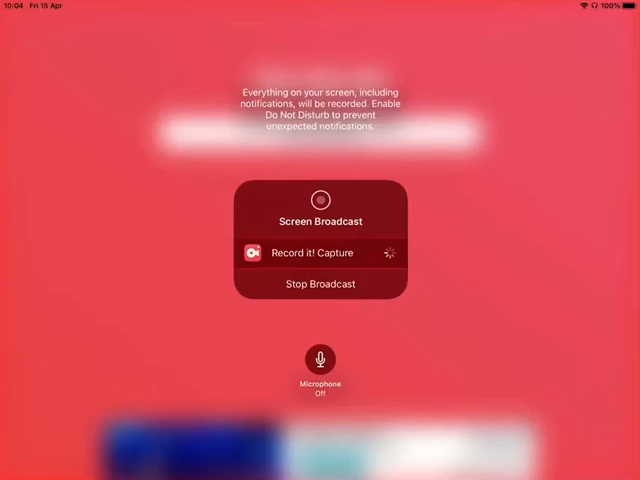 10:04 Fri 15 Apr 100%
Everything on your screen, including
notifications, will be recorded. Enable
Do Not Disturb to prevent
unexpected notifications.
Screen Broadcast
Record it! Capture
Stop Broadcast
Microphone
Off